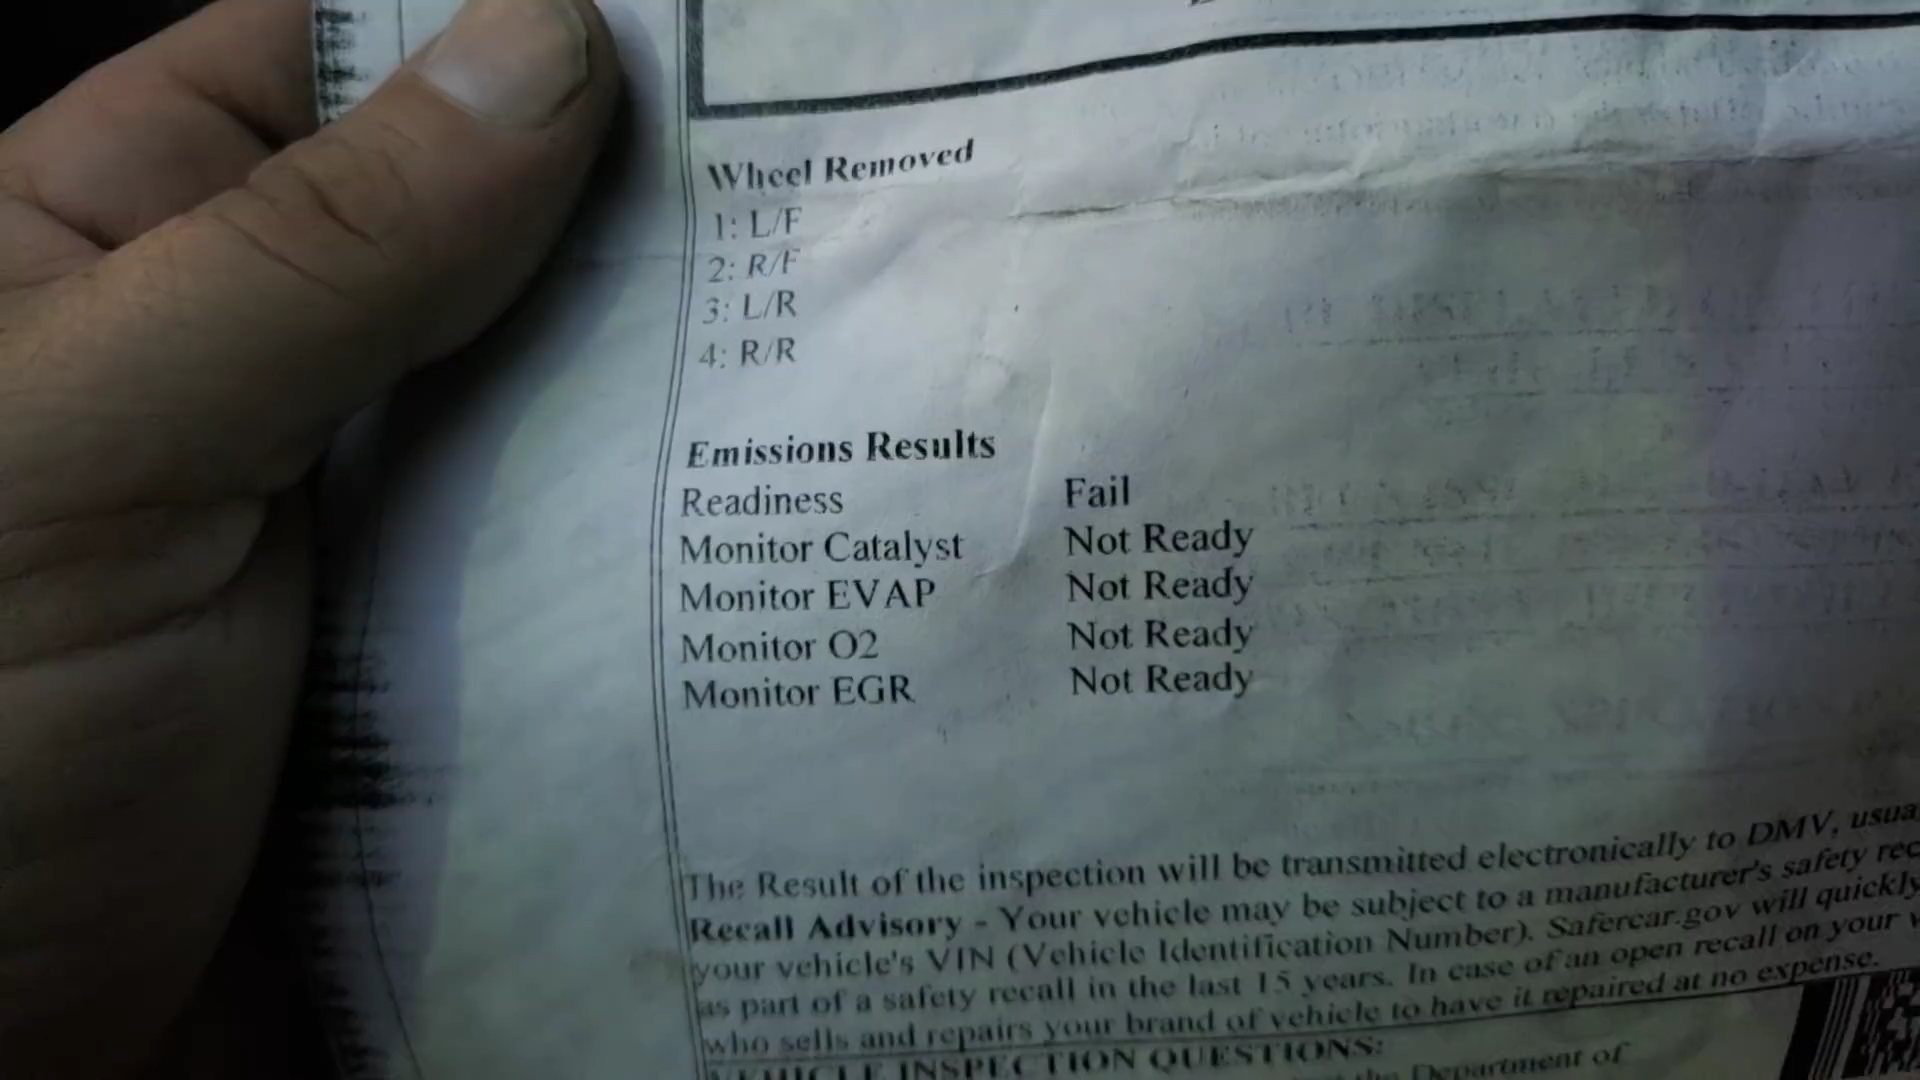 Wheel Removed
1: L/F
2: R/F
3: L/R
4: R/R
Emissions Results
Readiness Fail
Monitor Catalyst Not Ready
Monitor EVAP Not Ready
Monitor O2 Not Ready
Monitor EGR Not Ready
The Result of the inspection will be transmitted electronically to DMV,
Recall Advisory - Your vehicle may be subject to a manufacturer's safety
your vehicle's VIN (Vehicle Identification Number). Safercar.gov will quickly
as part of a safety recall in the last 15 years. In case of an open recall on your
who sells and repairs your brand of vehicle to have it repaired at no expense.
VEHICLE INSPECTION QUESTIONS:
the Department of